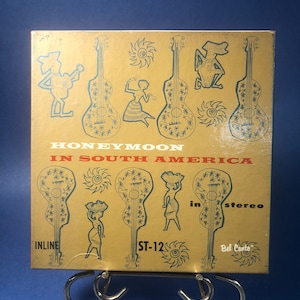 HONEYMOON
IN SOUTH AMERICA
in stereo
INLINE
ST-12
Bel Canto